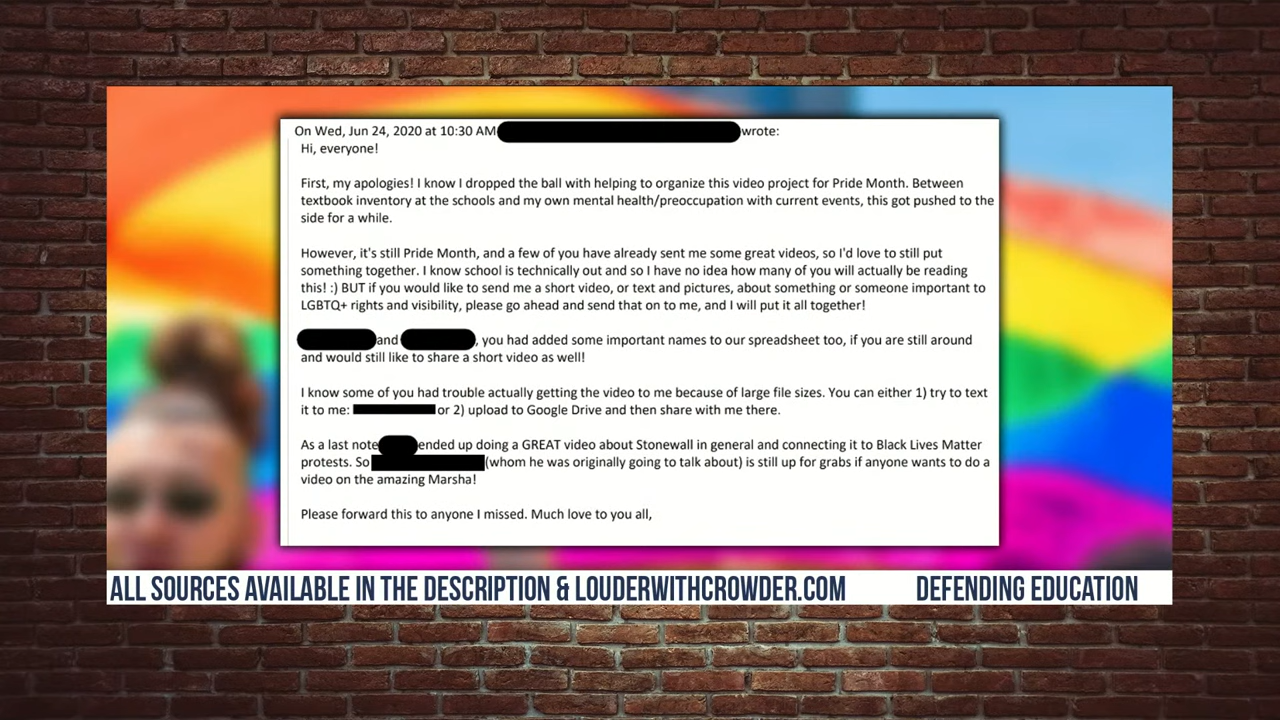 On Wed, Jun 24, 2020 at 10:30 AM wrote:
Hi, everyone!
First, my apologies! I know I dropped the ball with helping to organize this video project for Pride Month. Between
textbook inventory at the schools and my own mental health/preoccupation with current events, this got pushed to the
side for a while.
However, it's still Pride Month, and a few of you have already sent me some great videos, so I'd love to still put
something together. I know school is technically out and so I have no idea how many of you will actually be reading
this! :) BUT if you would like to send me a short video, or text and pictures, about something or someone important to
LGBTQ+ rights and visibility, please go ahead and send that on to me, and I will put it all together!
and , you had added some important names to our spreadsheet too, if you are still around
and would still like to share a short video as well!
I know some of you had trouble actually getting the video to me because of large file sizes. You can either 1) try to text
it to me: or 2) upload to Google Drive and then share with me there.
As a last note ended up doing a GREAT video about Stonewall in general and connecting it to Black Lives Matter
protests. So (whom he was originally going to talk about) is still up for grabs if anyone wants to do a
video on the amazing Marsha!
Please forward this to anyone I missed. Much love to you all,
ALL SOURCES AVAILABLE IN THE DESCRIPTION & LOUDERWITHCROWDER.COM
DEFENDING EDUCATION